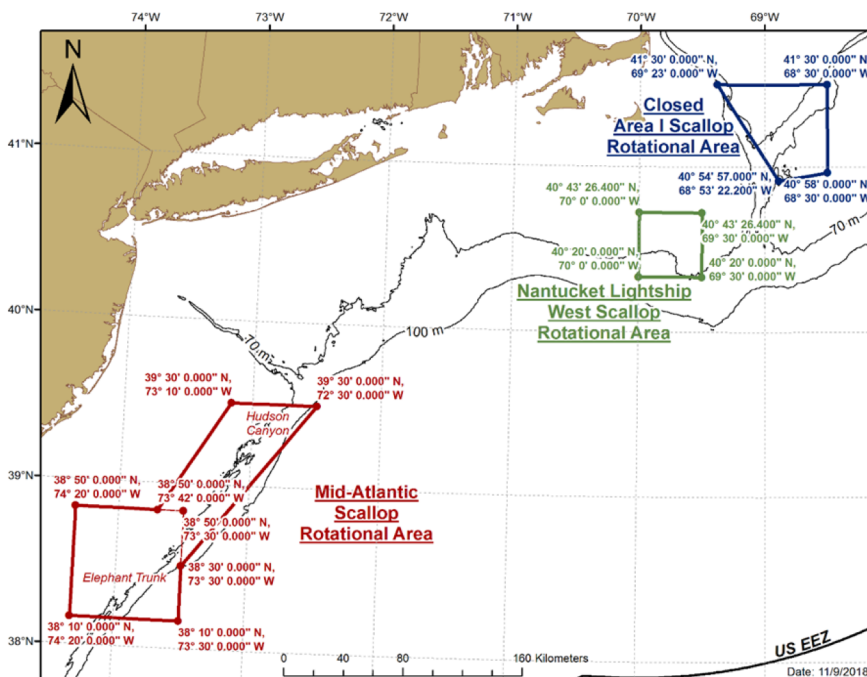 74°W
73°W
72°W
71°W
70°W
69°W
N
41°N
40°N
39°N
38°N
41° 30' 0.000" N,
69° 23' 0.000" W
41° 30' 0.000" N,
68° 30' 0.000" W
Closed
Area I Scallop
Rotational Area
40° 54' 57.000" N,
68° 53' 22.200" W
40° 58' 0.000" N,
68° 30' 0.000" W
40° 43' 26.400" N,
70° 0' 0.000" W
40° 43' 26.400" N,
69° 30' 0.000" W
40° 20' 0.000" N,
70° 0' 0.000" W
40° 20' 0.000" N,
69° 30' 0.000" W
70 m
Nantucket Lightship
West Scallop
Rotational Area
100 m
70 m
39° 30' 0.000" N,
73° 10' 0.000" W
39° 30' 0.000" N,
72° 30' 0.000" W
Hudson
Canyon
38° 50' 0.000" N,
74° 20' 0.000" W
38° 50' 0.000" N,
73° 42' 0.000" W
38° 50' 0.000" N,
73° 30' 0.000" W
Mid-Atlantic
Scallop
Rotational Area
38° 30' 0.000" N,
73° 30' 0.000" W
Elephant Trunk
38° 10' 0.000" N,
74° 20' 0.000" W
38° 10' 0.000" N,
73° 30' 0.000" W
0 40 80 160 Kilometers
US EEZ
Date: 11/9/2018
74°W
73°W
72°W
71°W
70°W